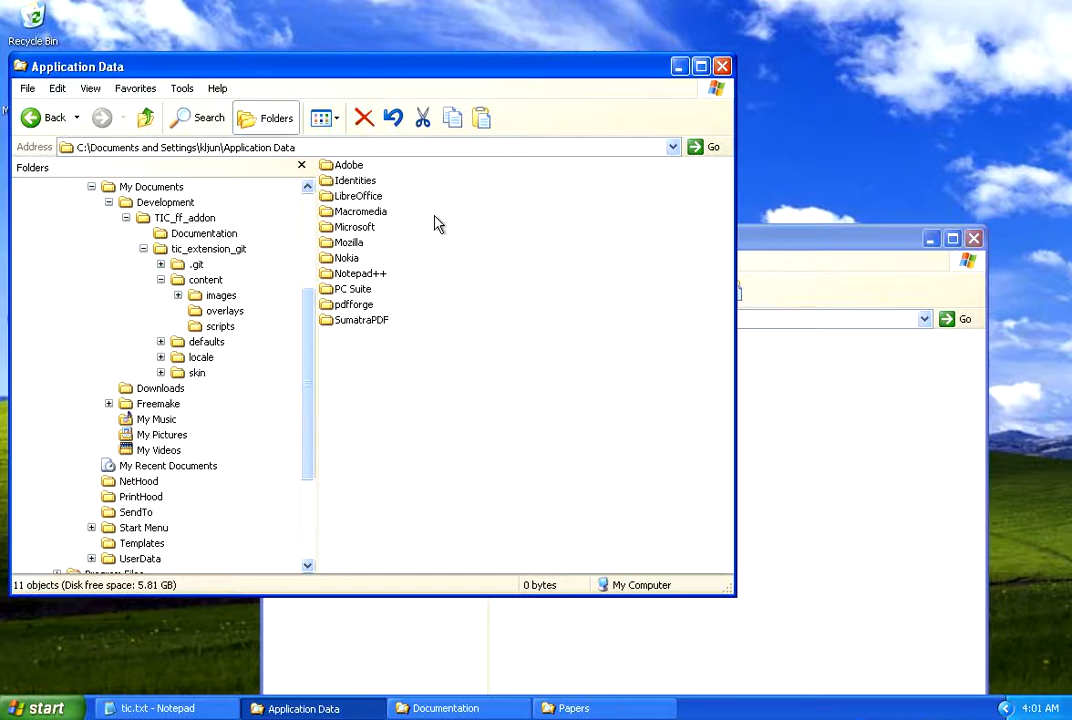 Recycle Bin
Application Data
File Edit View Favorites Tools Help
Back Search Folders
Address C:\Documents and Settings\kljun\Application Data Go
Folders
My Documents
Development
TIC_ff_addon
Documentation
tic_extension_git
.git
content
images
overlays
scripts
defaults
locale
skin
Downloads
Freemake
My Music
My Pictures
My Videos
My Recent Documents
NetHood
PrintHood
SendTo
Start Menu
Templates
UserData
Adobe
Identities
LibreOffice
Macromedia
Microsoft
Mozilla
Nokia
Notepad++
PC Suite
pdfforge
SumatraPDF
11 objects (Disk free space: 5.81 GB) 0 bytes My Computer
Go
start tic.txt - Notepad Application Data Documentation Papers 4:01 AM